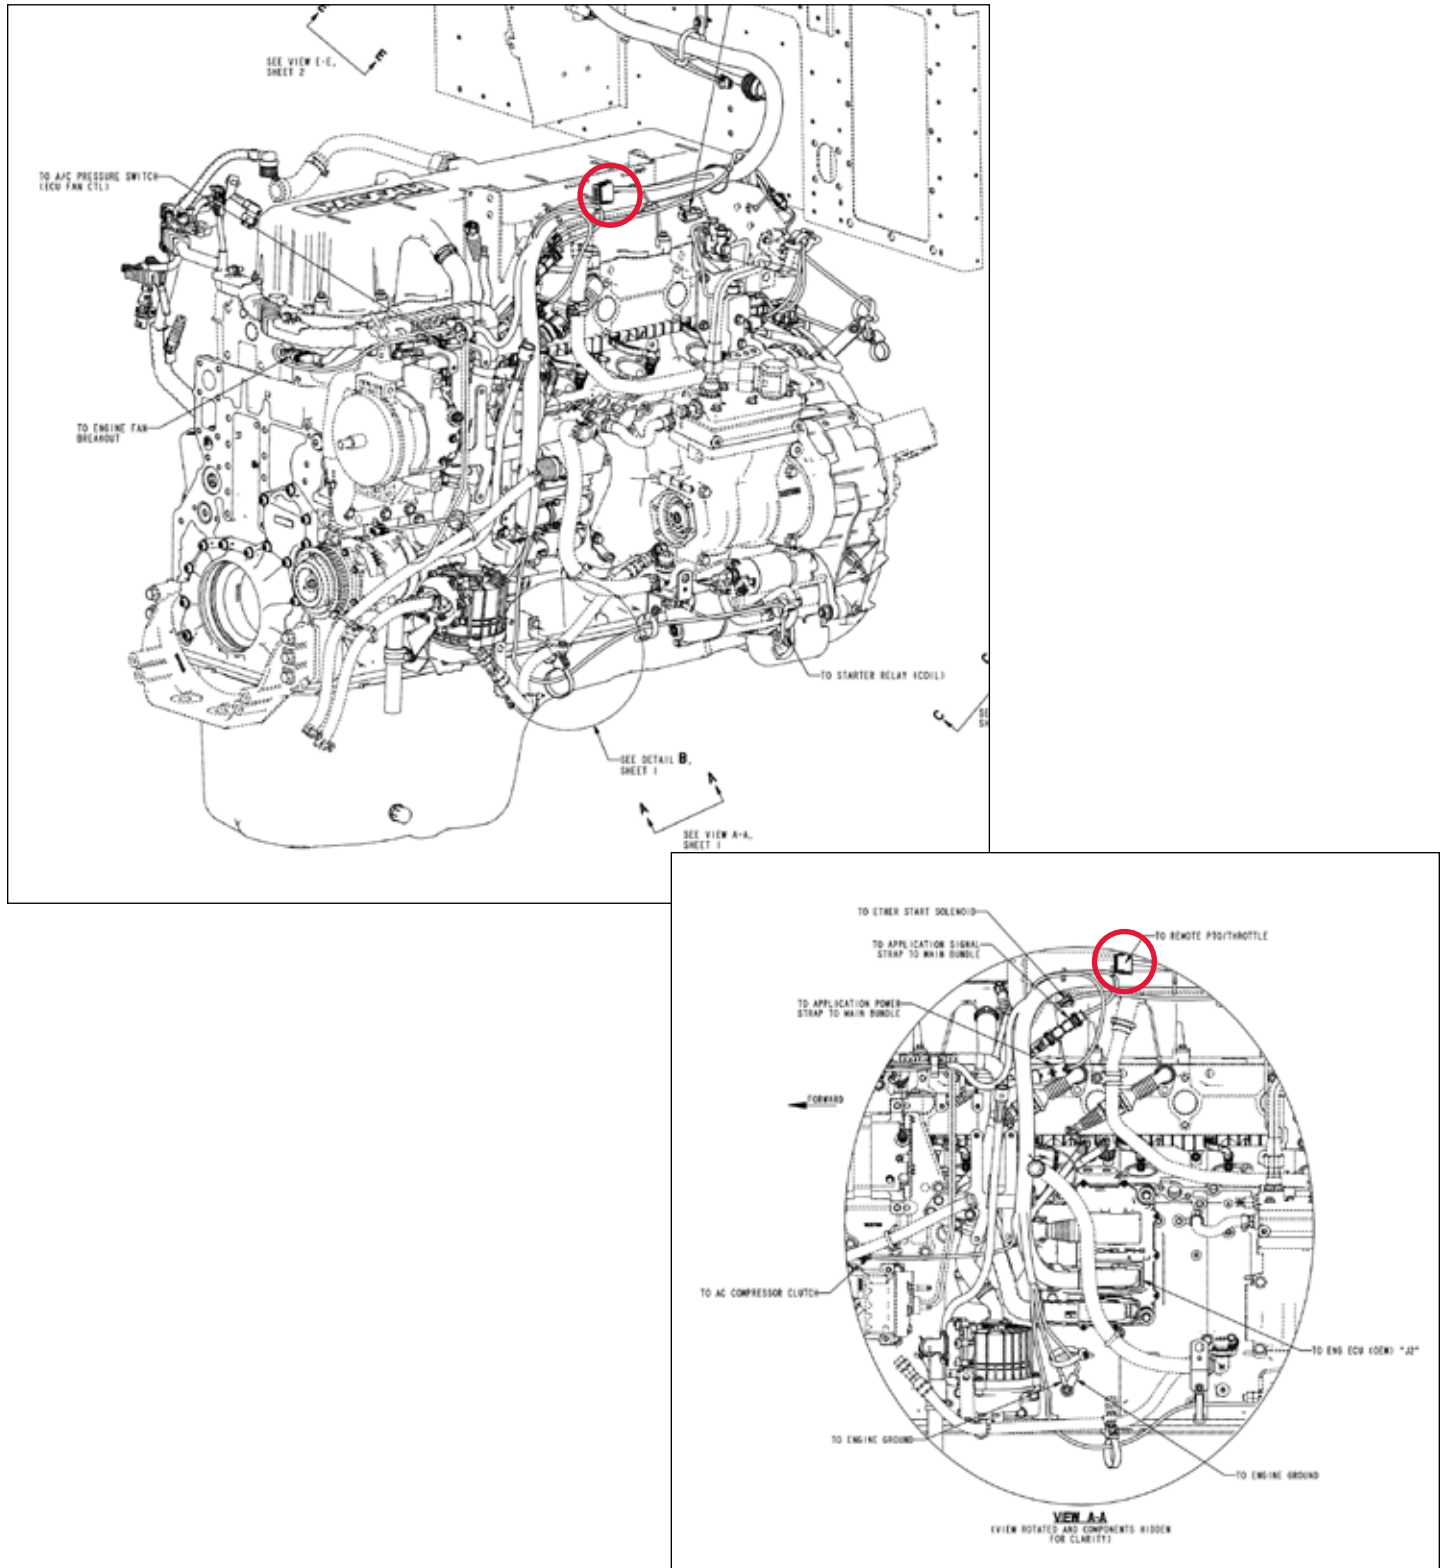 SEE VIEW E-E,
SHEET 2
E
TO A/C PRESSURE SWITCH
(ECU FAN CTL)
TO ENGINE FAN
BREAKOUT
TO STARTER RELAY (COIL)
C
C
SEE DETAIL B,
SHEET 1
A
A
SEE VIEW A-A,
SHEET 1
TO ETHER START SOLENOID
TO REMOTE PTO/THROTTLE
TO APPLICATION SIGNAL
STRAP TO MAIN BUNDLE
TO APPLICATION POWER
STRAP TO MAIN BUNDLE
FORWARD
DELPHI
TO AC COMPRESSOR CLUTCH
TO ENG ECU (OEM) "J2"
TO ENGINE GROUND
TO ENGINE GROUND
VIEW A-A
(VIEW ROTATED AND COMPONENTS HIDDEN
FOR CLARITY)